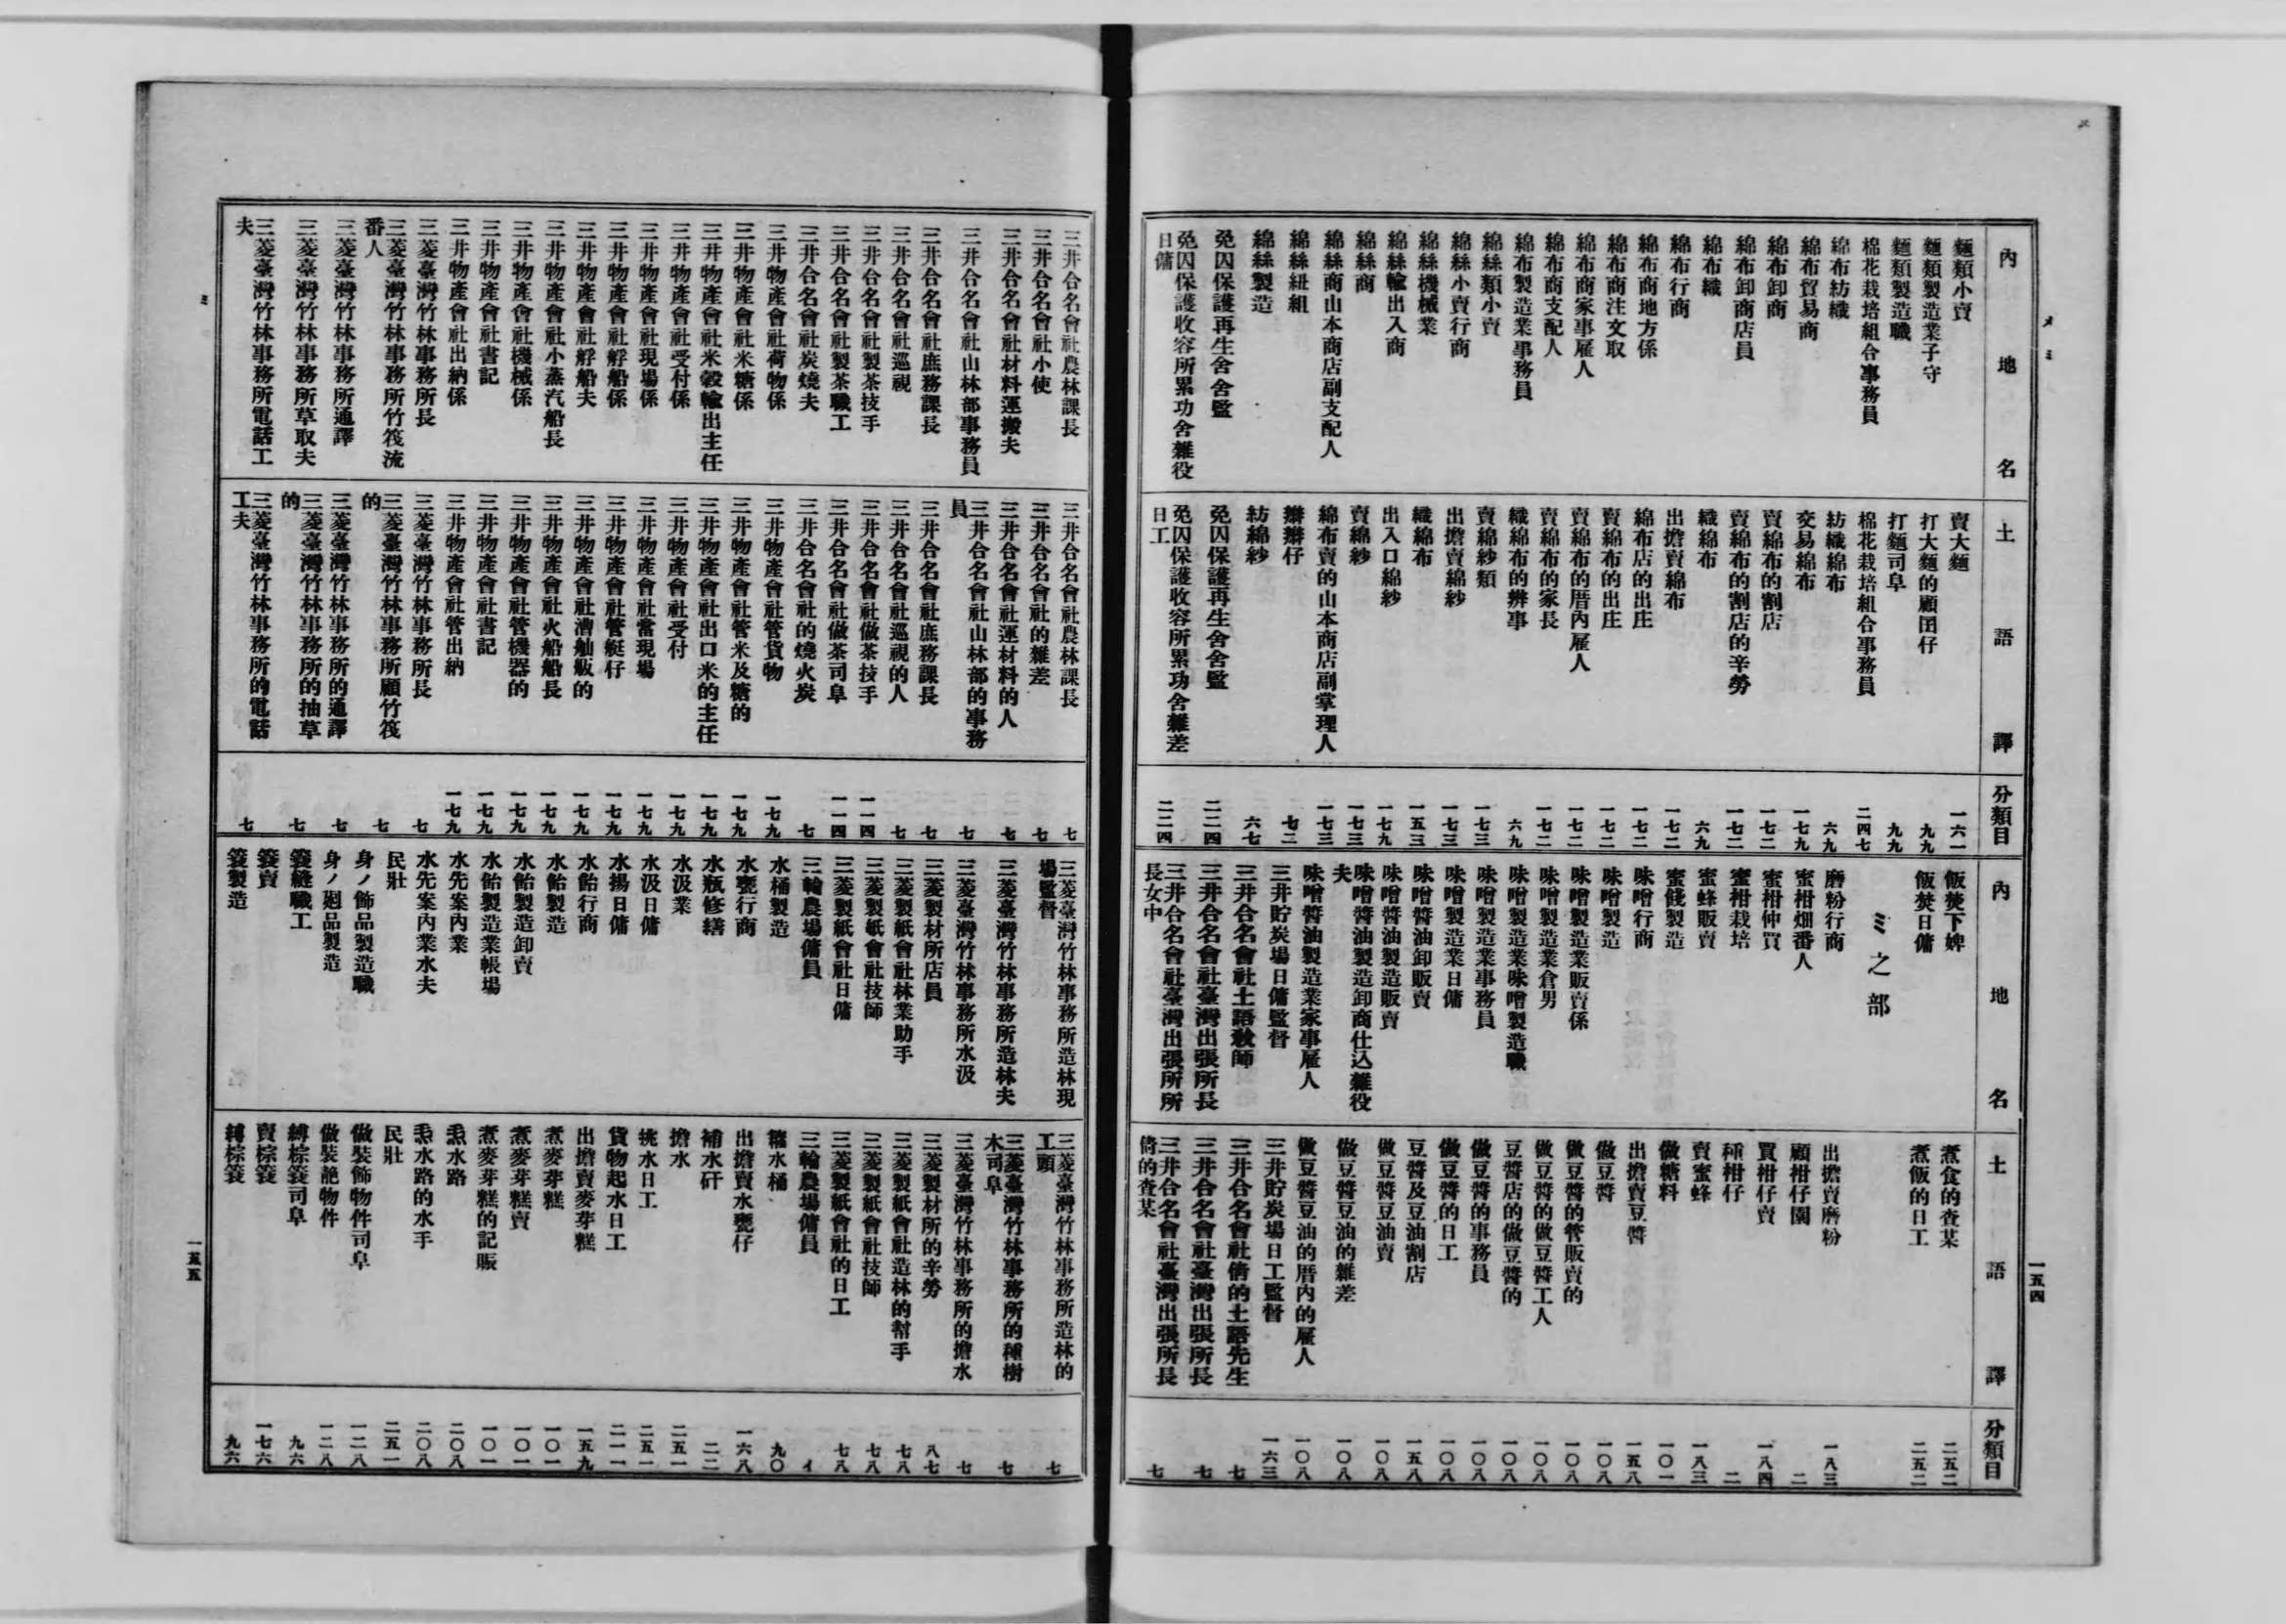 メミ
一五四
內地名
土語譯
分類目
麵類小賣
賣大麵
一六一
麵類製造業子守
打大麵的顧囝仔
九九
麵類製造職
打麵司阜
九九
棉花栽培組合事務員
棉花栽培組合事務員
二四七
綿布紡織
紡織綿布
六九
綿布貿易商
交易綿布
一七九
綿布卸商
賣綿布的割店
一七二
綿布卸商店員
賣綿布的割店的辛勞
一七二
綿布織
織綿布
六九
綿布行商
出擔賣綿布
一七二
綿布商地方係
綿布店的出庄
一七二
綿布商注文取
賣綿布的出庄
一七二
綿布商家事雇人
賣綿布的厝內雇人
一七二
綿布商支配人
賣綿布的家長
一七二
綿布製造業事務員
織綿布的辨事
六九
綿絲類小賣
賣綿紗類
一七三
綿絲小賣行商
出擔賣綿紗
一七三
綿絲機械業
織綿布
一五三
綿絲輸出入商
出入口綿紗
一七九
綿絲商
賣綿紗
一七三
綿絲商山本商店副支配人
綿布賣的山本商店副掌理人
一七三
綿絲紐組
辮辮仔
七二
綿絲製造
紡綿紗
六七
免囚保護再生舍舍監
免囚保護再生舍舍監
二二四
免囚保護收容所累功舍雜役
日傭
免囚保護收容所累功舍雜差
日工
二二四
內地名
土語譯
分類目
飯焚下婢
煮食的查某
二五二
飯焚日傭
煮飯的日工
二五二
ミ之部
磨粉行商
出擔賣磨粉
一八三
蜜柑畑番人
顧柑仔園
二
蜜柑仲買
買柑仔賣
一八四
蜜柑栽培
種柑仔
二
蜜蜂販賣
賣蜜蜂
一八三
蜜餞製造
做糖料
一〇一
味噌行商
出擔賣豆醬
一五八
味噌製造
做豆醬
一〇八
味噌製造業販賣係
做豆醬的管販賣的
一〇八
味噌製造業倉男
做豆醬的做豆醬工人
一〇八
味噌製造業味噌製造職
豆醬店的做豆醬的
一〇八
味噌製造業事務員
做豆醬的事務員
一〇八
味噌製造業日傭
做豆醬的日工
一〇八
味噌醬油卸販賣
豆醬及豆油割店
一五八
味噌醬油製造販賣
做豆醬豆油賣
一〇八
味噌醬油製造卸商仕込雜役
夫
做豆醬豆油的雜差
一〇八
味噌醬油製造業家事雇人
做豆醬豆油的厝內的雇人
一〇八
三井貯炭場日傭監督
三井貯炭場日工監督
一六三
三井合名會社土語敎師
三井合名會社倩的土語先生
七
三井合名會社臺灣出張所長
三井合名會社臺灣出張所長
七
三井合名會社臺灣出張所所
長女中
三井合名會社臺灣出張所長
倩的查某
七
ミ
一五五
三井合名會社農林課長
三井合名會社農林課長
七
三井合名會社小使
三井合名會社的雜差
七
三井合名會社材料運搬夫
三井合名會社運材料的人
七
三井合名會社山林部事務員
三井合名會社山林部的事務
員
七
三井合名會社庶務課長
三井合名會社庶務課長
七
三井合名會社巡視
三井合名會社巡視的人
七
三井合名會社製茶技手
三井合名會社做茶技手
一一四
三井合名會社製茶職工
三井合名會社做茶司阜
一一四
三井合名會社炭燒夫
三井合名會社的燒火炭
七
三井物產會社荷物係
三井物產會社管貨物
一七九
三井物產會社米糖係
三井物產會社管米及糖的
一七九
三井物產會社米穀輸出主任
三井物產會社出口米的主任
一七九
三井物產會社受付係
三井物產會社受付
一七九
三井物產會社現場係
三井物產會社當現場
一七九
三井物產會社艀船係
三井物產會社管艇仔
一七九
三井物產會社艀船夫
三井物產會社漕舢舨的
一七九
三井物產會社小蒸汽船長
三井物產會社火船船長
一七九
三井物產會社機械係
三井物產會社管機器的
一七九
三井物產會社書記
三井物產會社書記
一七九
三井物產會社出納係
三井物產會社管出納
一七九
三菱臺灣竹林事務所長
三菱臺灣竹林事務所長
七
三菱臺灣竹林事務所竹筏流
番人
三菱臺灣竹林事務所顧竹筏
的
七
三菱臺灣竹林事務所通譯
三菱臺灣竹林事務所的通譯
七
三菱臺灣竹林事務所草取夫
三菱臺灣竹林事務所的抽草
的
七
三菱臺灣竹林事務所電話工
夫
三菱臺灣竹林事務所的電話
工夫
七
三菱臺灣竹林事務所造林現
場監督
三菱臺灣竹林事務所造林的
工頭
七
三菱臺灣竹林事務所造林夫
三菱臺灣竹林事務所的種樹
木司阜
七
三菱臺灣竹林事務所水汲
三菱臺灣竹林事務所的擔水
七
三菱製材所店員
三菱製材所的辛勞
八七
三菱製紙會社林業助手
三菱製紙會社造林的幇手
七八
三菱製紙會社技師
三菱製紙會社技師
七八
三菱製紙會社日傭
三菱製紙會社的日工
七八
三輪農場傭員
三輪農場傭員
イ
水桶製造
箍水桶
九〇
水甕行商
出擔賣水甕仔
一六八
水瓶修繕
補水矸
二二
水汲業
擔水
二五一
水汲日傭
挑水日工
二五一
水揚日傭
貨物起水日工
二一一
水飴行商
出擔賣麥芽糕
一五九
水飴製造
煮麥芽糕
一〇一
水飴製造卸賣
煮麥芽糕賣
一〇一
水飴製造業帳場
煮麥芽糕的記賬
一〇一
水先案內業
𤆬水路
二〇八
水先案內業水夫
𤆬水路的水手
二〇八
民壯
民壯
二五一
身ノ飾品製造職
做裝飾物件司阜
一二八
身ノ廻品製造
做裝䒌物件
一二八
簑縫職工
縛棕簑司阜
九六
簑賣
賣棕簑
一七六
簑製造
縛棕簑
九六